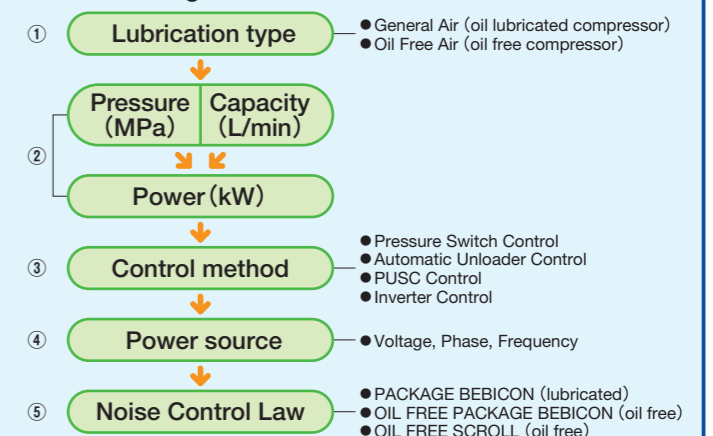 ① Lubrication type
●General Air (oil lubricated compressor)
●Oil Free Air (oil free compressor)
②
Pressure (MPa)
Capacity (L/min)
Power (kW)
③ Control method
●Pressure Switch Control
●Automatic Unloader Control
●PUSC Control
●Inverter Control
④ Power source
●Voltage, Phase, Frequency
⑤ Noise Control Law
●PACKAGE BEBICON (lubricated)
●OIL FREE PACKAGE BEBICON (oil free)
●OIL FREE SCROLL (oil free)